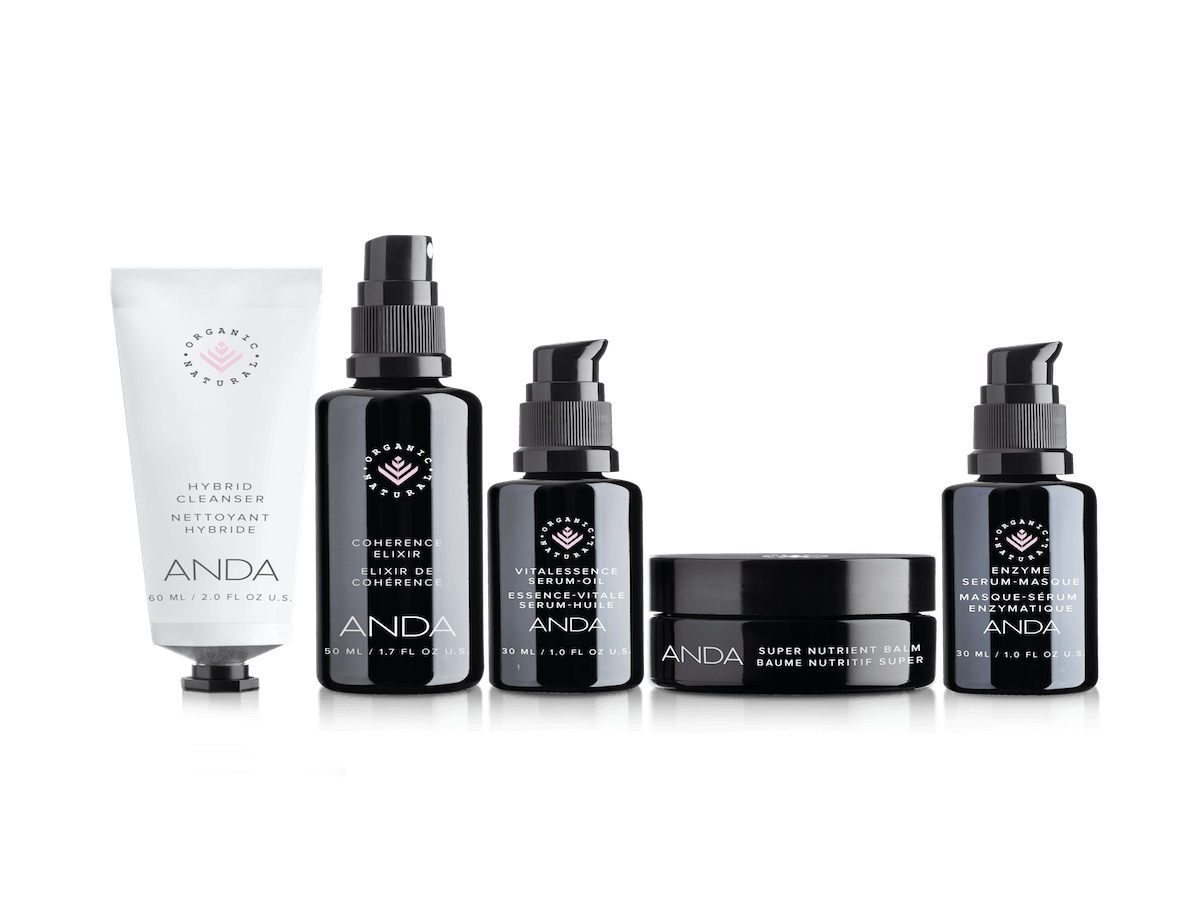 ORGANIC
NATURAL
HYBRID
CLEANSER
NETTOYANT
HYBRIDE
ANDA
60 ML / 2.0 FL OZ U.S.
ORGANIC
NATURAL
COHERENCE
ELIXIR
ELIXIR DE
COHÉRENCE
ANDA
50 ML / 1.7 FL OZ U.S.
ORGANIC
NATURAL
VITALESSENCE
SERUM-OIL
ESSENCE-VITALE
SERUM-HUILE
ANDA
30 ML / 1.0 FL OZ U.S.
ANDA
SUPER NUTRIENT BALM
BAUME NUTRITIF SUPER
ORGANIC
NATURAL
ENZYME
SERUM-MASQUE
MASQUE-SÉRUM
ENZYMATIQUE
ANDA
30 ML / 1.0 FL OZ U.S.